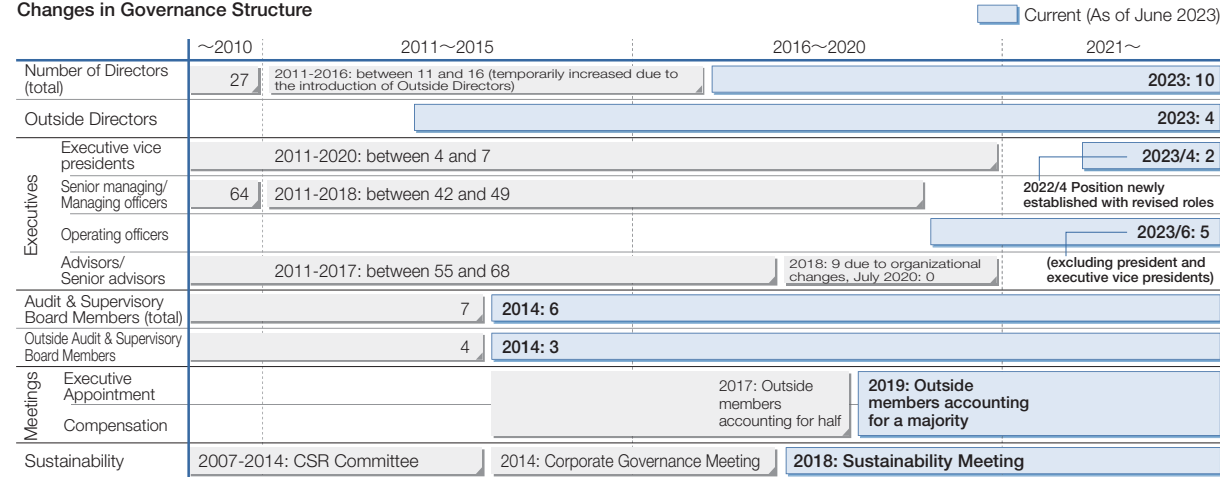 Changes in Governance Structure
Current (As of June 2023)
～2010 2011～2015 2016～2020 2021～
Number of Directors
(total)
27
2011-2016: between 11 and 16 (temporarily increased due to
the introduction of Outside Directors)
2023: 10
Outside Directors
2023: 4
Executives
Executive vice
presidents
2011-2020: between 4 and 7
2023/4: 2
2022/4 Position newly
established with revised roles
Senior managing/
Managing officers
64
2011-2018: between 42 and 49
Operating officers
2023/6: 5
(excluding president and
executive vice presidents)
Advisors/
Senior advisors
2011-2017: between 55 and 68
2018: 9 due to organizational
changes, July 2020: 0
Audit & Supervisory
Board Members (total)
7
2014: 6
Outside Audit & Supervisory
Board Members
4
2014: 3
Meetings
Executive
Appointment
Compensation
2017: Outside
members
accounting for half
2019: Outside
members accounting
for a majority
Sustainability
2007-2014: CSR Committee
2014: Corporate Governance Meeting
2018: Sustainability Meeting